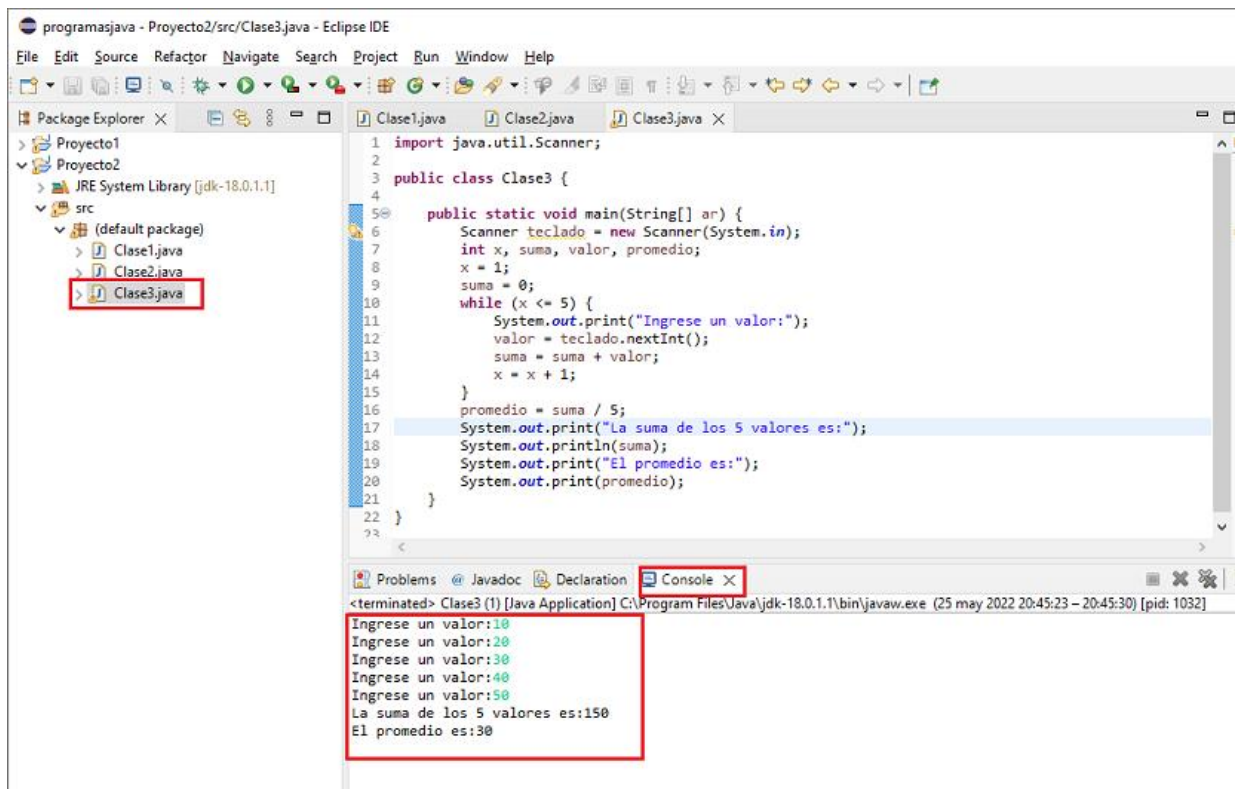 programasjava - Proyecto2/src/Clase3.java - Eclipse IDE
File Edit Source Refactor Navigate Search Project Run Window Help
Package Explorer
Proyecto1
Proyecto2
JRE System Library [jdk-18.0.1.1]
src
(default package)
Clase1.java
Clase2.java
Clase3.java
Clase1.java Clase2.java Clase3.java
1 import java.util.Scanner;
2
3 public class Clase3 {
4
5 public static void main(String[] ar) {
6 Scanner teclado = new Scanner(System.in);
7 int x, suma, valor, promedio;
8 x = 1;
9 suma = 0;
10 while (x <= 5) {
11 System.out.print("Ingrese un valor:");
12 valor = teclado.nextInt();
13 suma = suma + valor;
14 x = x + 1;
15 }
16 promedio = suma / 5;
17 System.out.print("La suma de los 5 valores es:");
18 System.out.println(suma);
19 System.out.print("El promedio es:");
20 System.out.print(promedio);
21 }
22 }
23
Problems Javadoc Declaration Console
<terminated> Clase3 (1) [Java Application] C:\Program Files\Java\jdk-18.0.1.1\bin\javaw.exe (25 may 2022 20:45:23 – 20:45:30) [pid: 1032]
Ingrese un valor:10
Ingrese un valor:20
Ingrese un valor:30
Ingrese un valor:40
Ingrese un valor:50
La suma de los 5 valores es:150
El promedio es:30